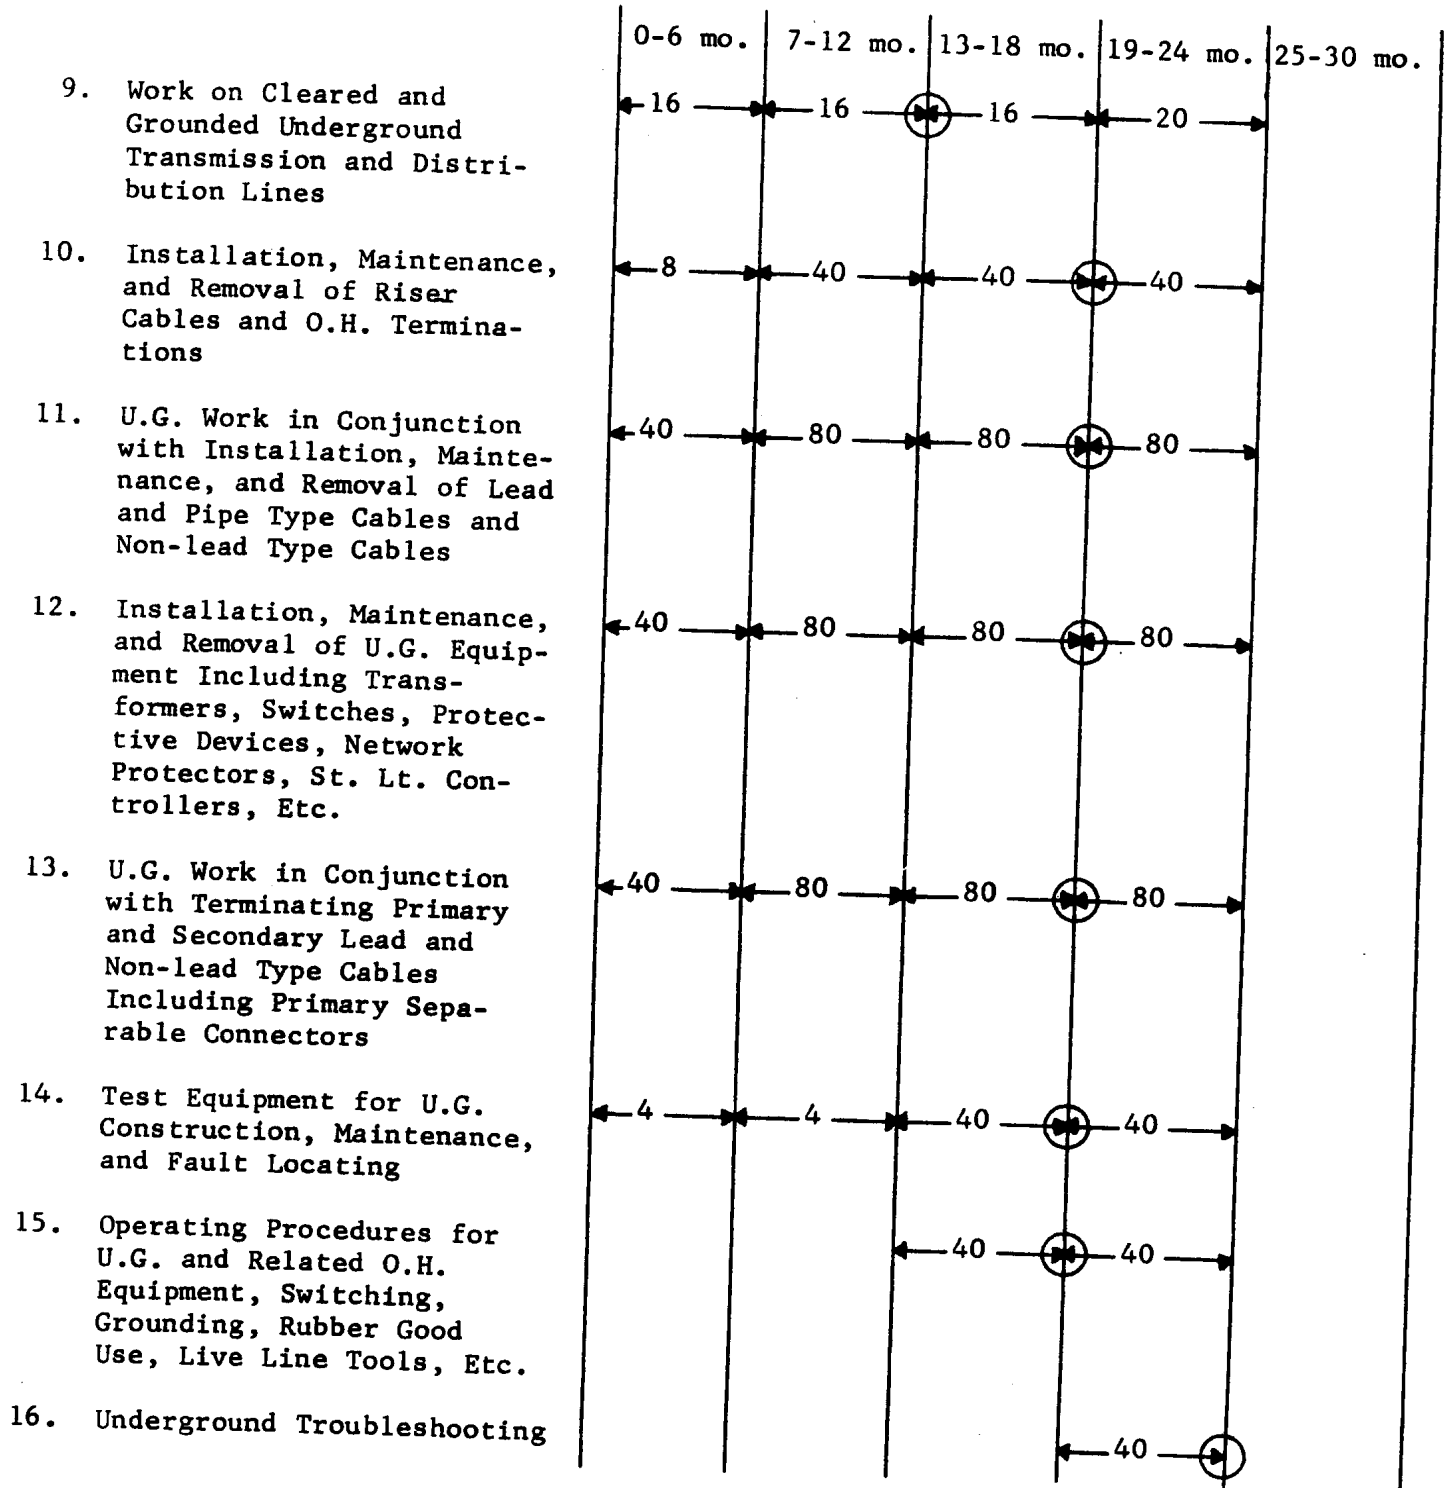 0-6 mo. 7-12 mo. 13-18 mo. 19-24 mo. 25-30 mo.
9. Work on Cleared and 16 16 16 20
Grounded Underground
Transmission and Distri-
bution Lines
10. Installation, Maintenance, 8 40 40 40
and Removal of Riser
Cables and O.H. Termina-
tions
11. U.G. Work in Conjunction 40 80 80 80
with Installation, Mainte-
nance, and Removal of Lead
and Pipe Type Cables and
Non-lead Type Cables
12. Installation, Maintenance, 40 80 80 80
and Removal of U.G. Equip-
ment Including Trans-
formers, Switches, Protec-
tive Devices, Network
Protectors, St. Lt. Con-
trollers, Etc.
13. U.G. Work in Conjunction 40 80 80 80
with Terminating Primary
and Secondary Lead and
Non-lead Type Cables
Including Primary Sepa-
rable Connectors
14. Test Equipment for U.G. 4 4 40 40
Construction, Maintenance,
and Fault Locating
15. Operating Procedures for 40 40
U.G. and Related O.H.
Equipment, Switching,
Grounding, Rubber Good
Use, Live Line Tools, Etc.
16. Underground Troubleshooting 40